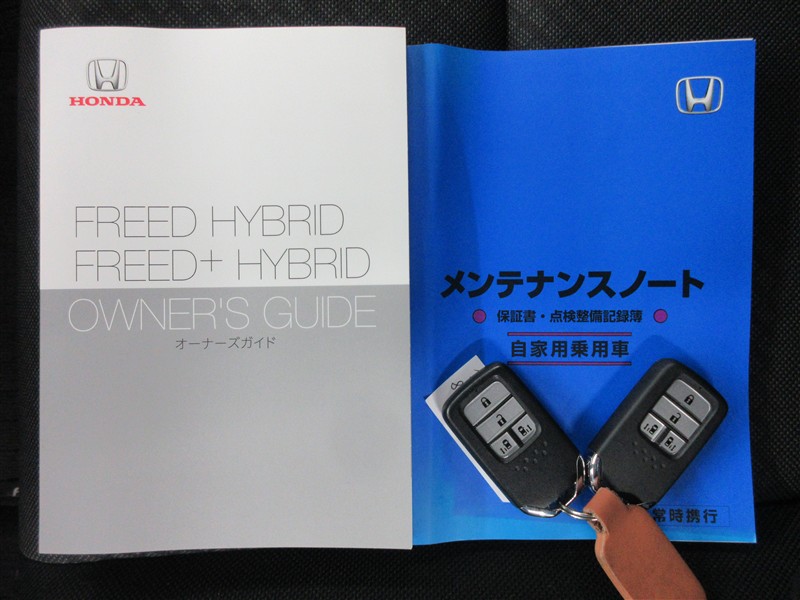 HONDA
FREED HYBRID
FREED+ HYBRID
OWNER'S GUIDE
オーナーズガイド
メンテナンスノート
保証書・点検整備記録簿
自家用乗用車
常時携行